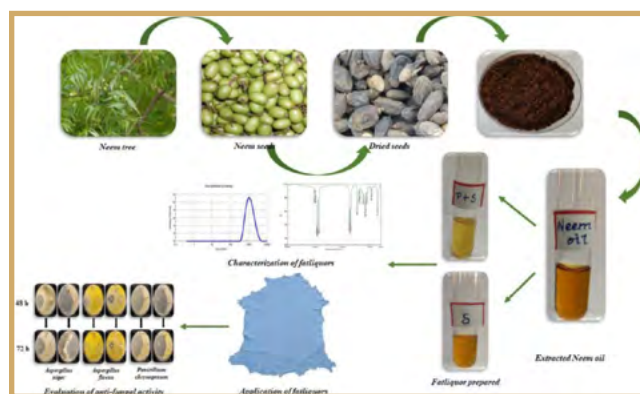 Neem tree
Neem seeds
Dried seeds
P+S
Neem
oil
S
Characterization of fatliquors
48 h
72 h
Aspergillus
niger
Aspergillus
flavus
Penicillium
chrysogenum
Evaluation of anti-fungal activity
Application of fatliquors
Fatliquor prepared
Extracted Neem oil